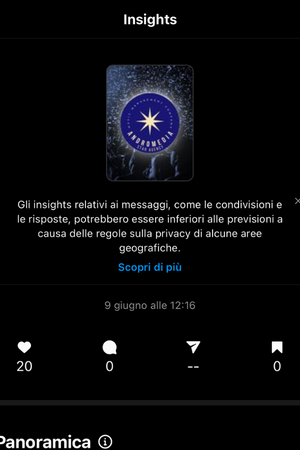 Insights
ANDROMEDIA
Gli insights relativi ai messaggi, come le condivisioni e
le risposte, potrebbero essere inferiori alle previsioni a
causa delle regole sulla privacy di alcune aree
geografiche.
Scopri di più
9 giugno alle 12:16
20 0 -- 0
Panoramica